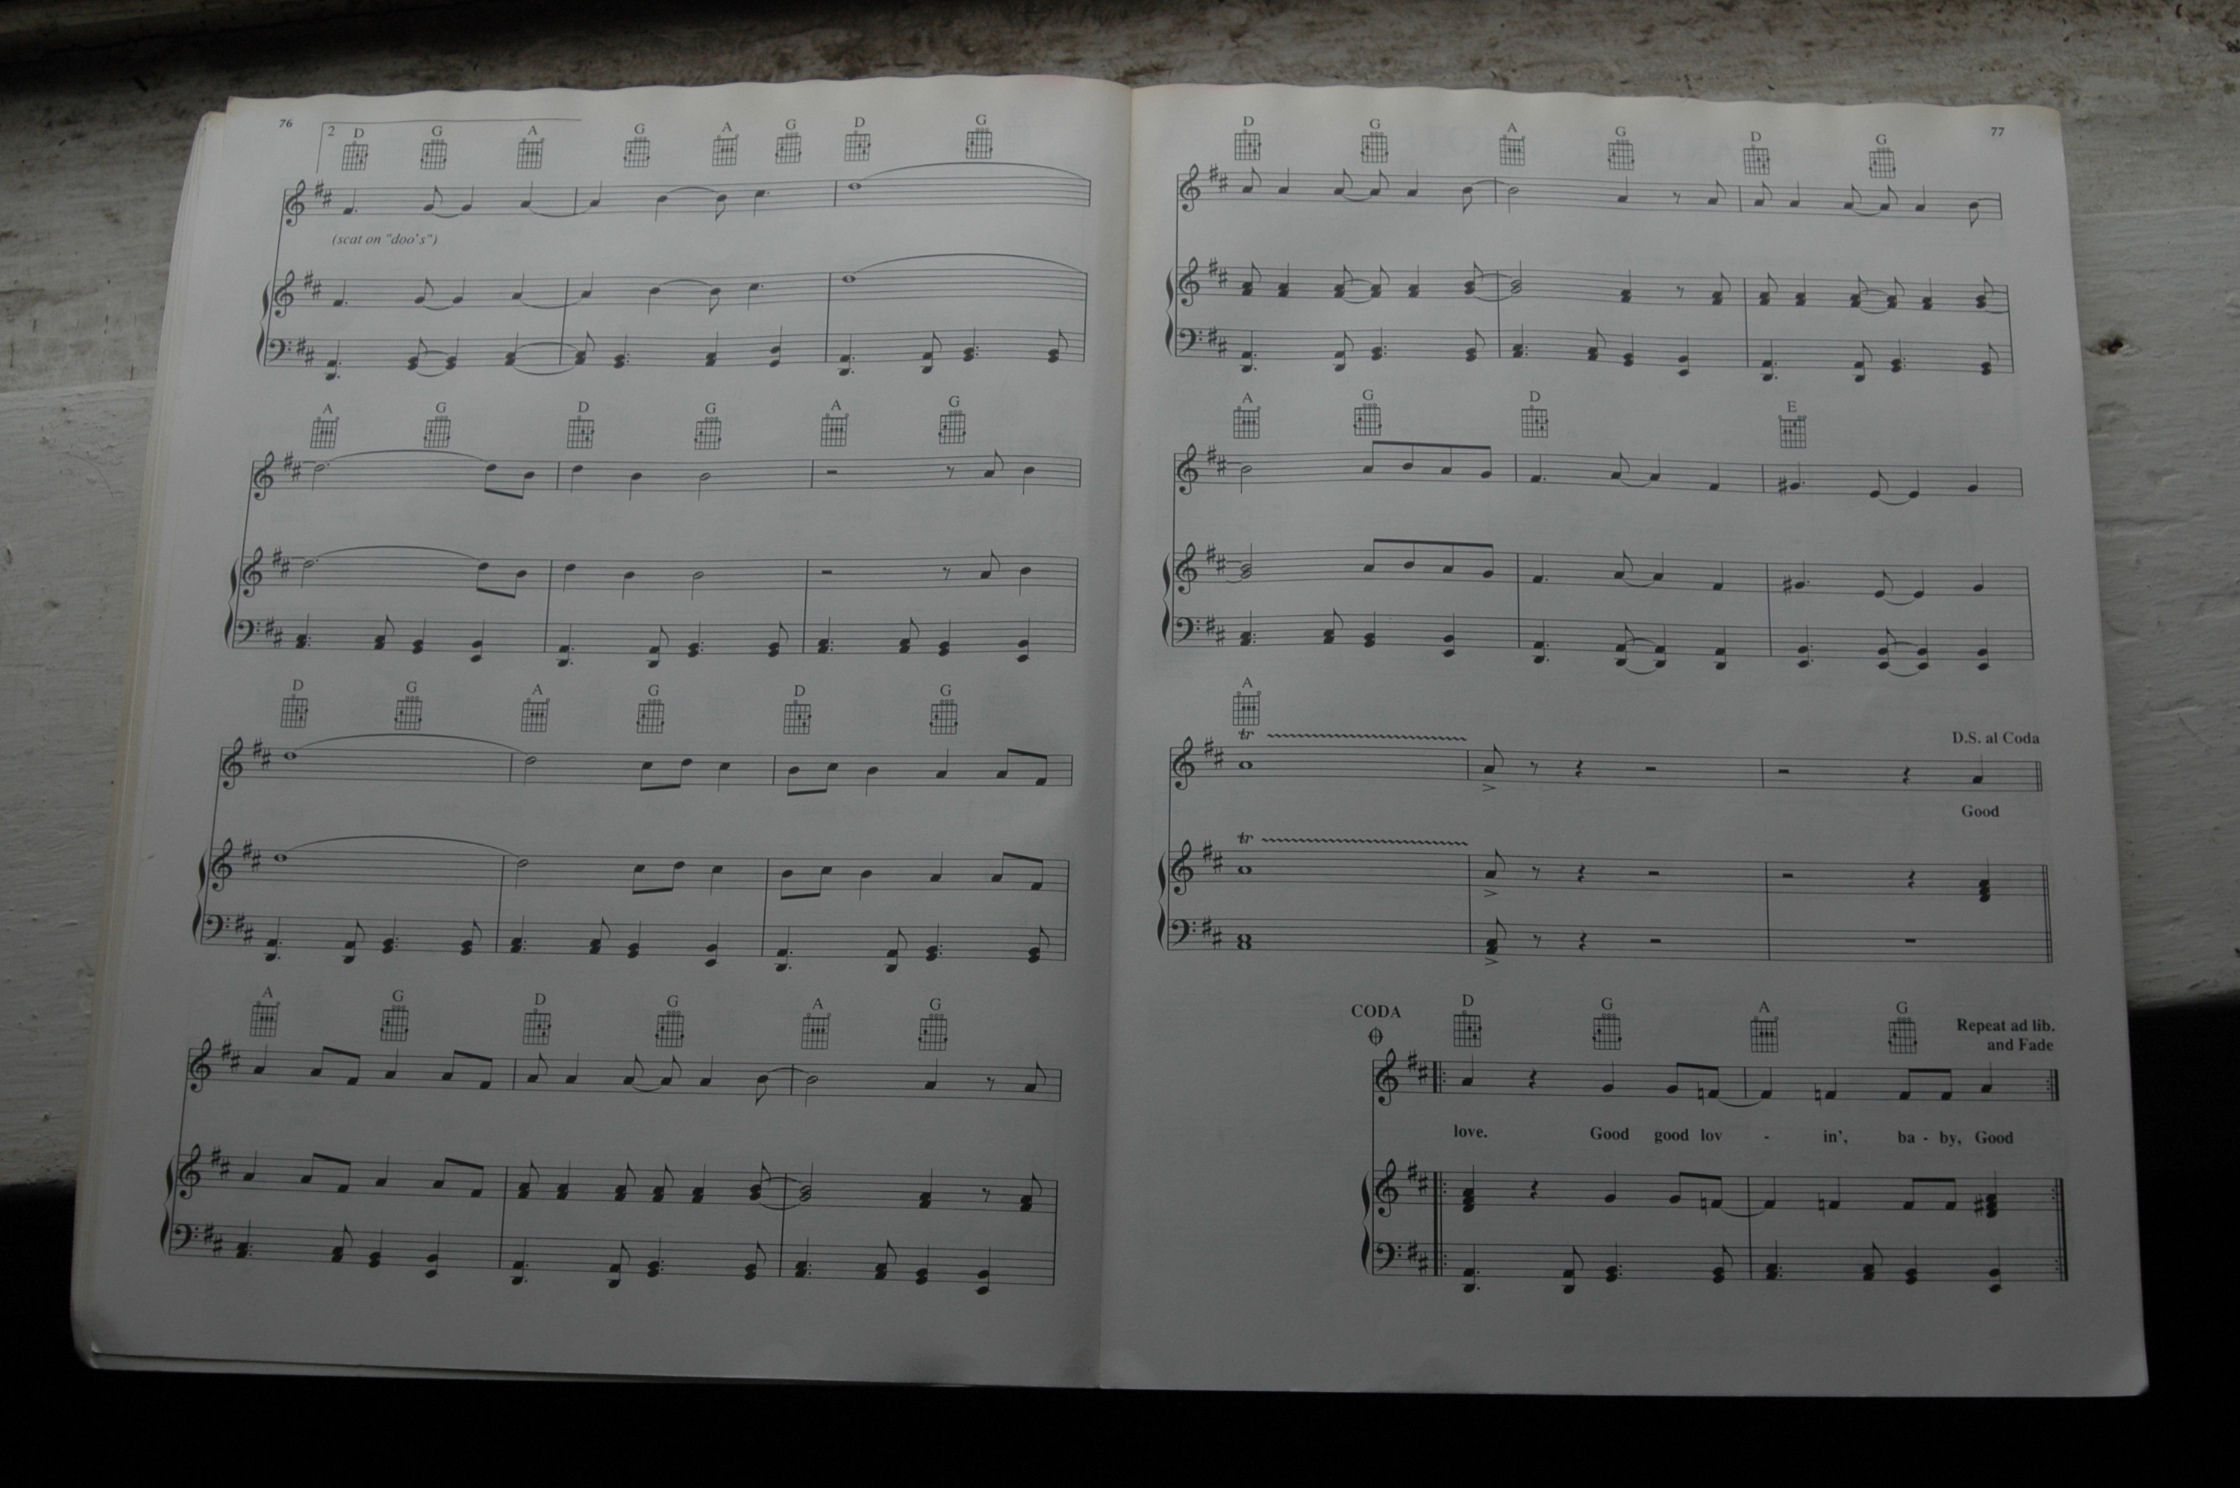 76
2 D G A G A G D G
(scat on "doo's")
A G D G A G
D G A G D G
A G D G A G
77
D G A G D G
A G D E
A
tr
D.S. al Coda
Good
tr
CODA D G A G
Repeat ad lib.
and Fade
love. Good good lov - in', ba - by, Good